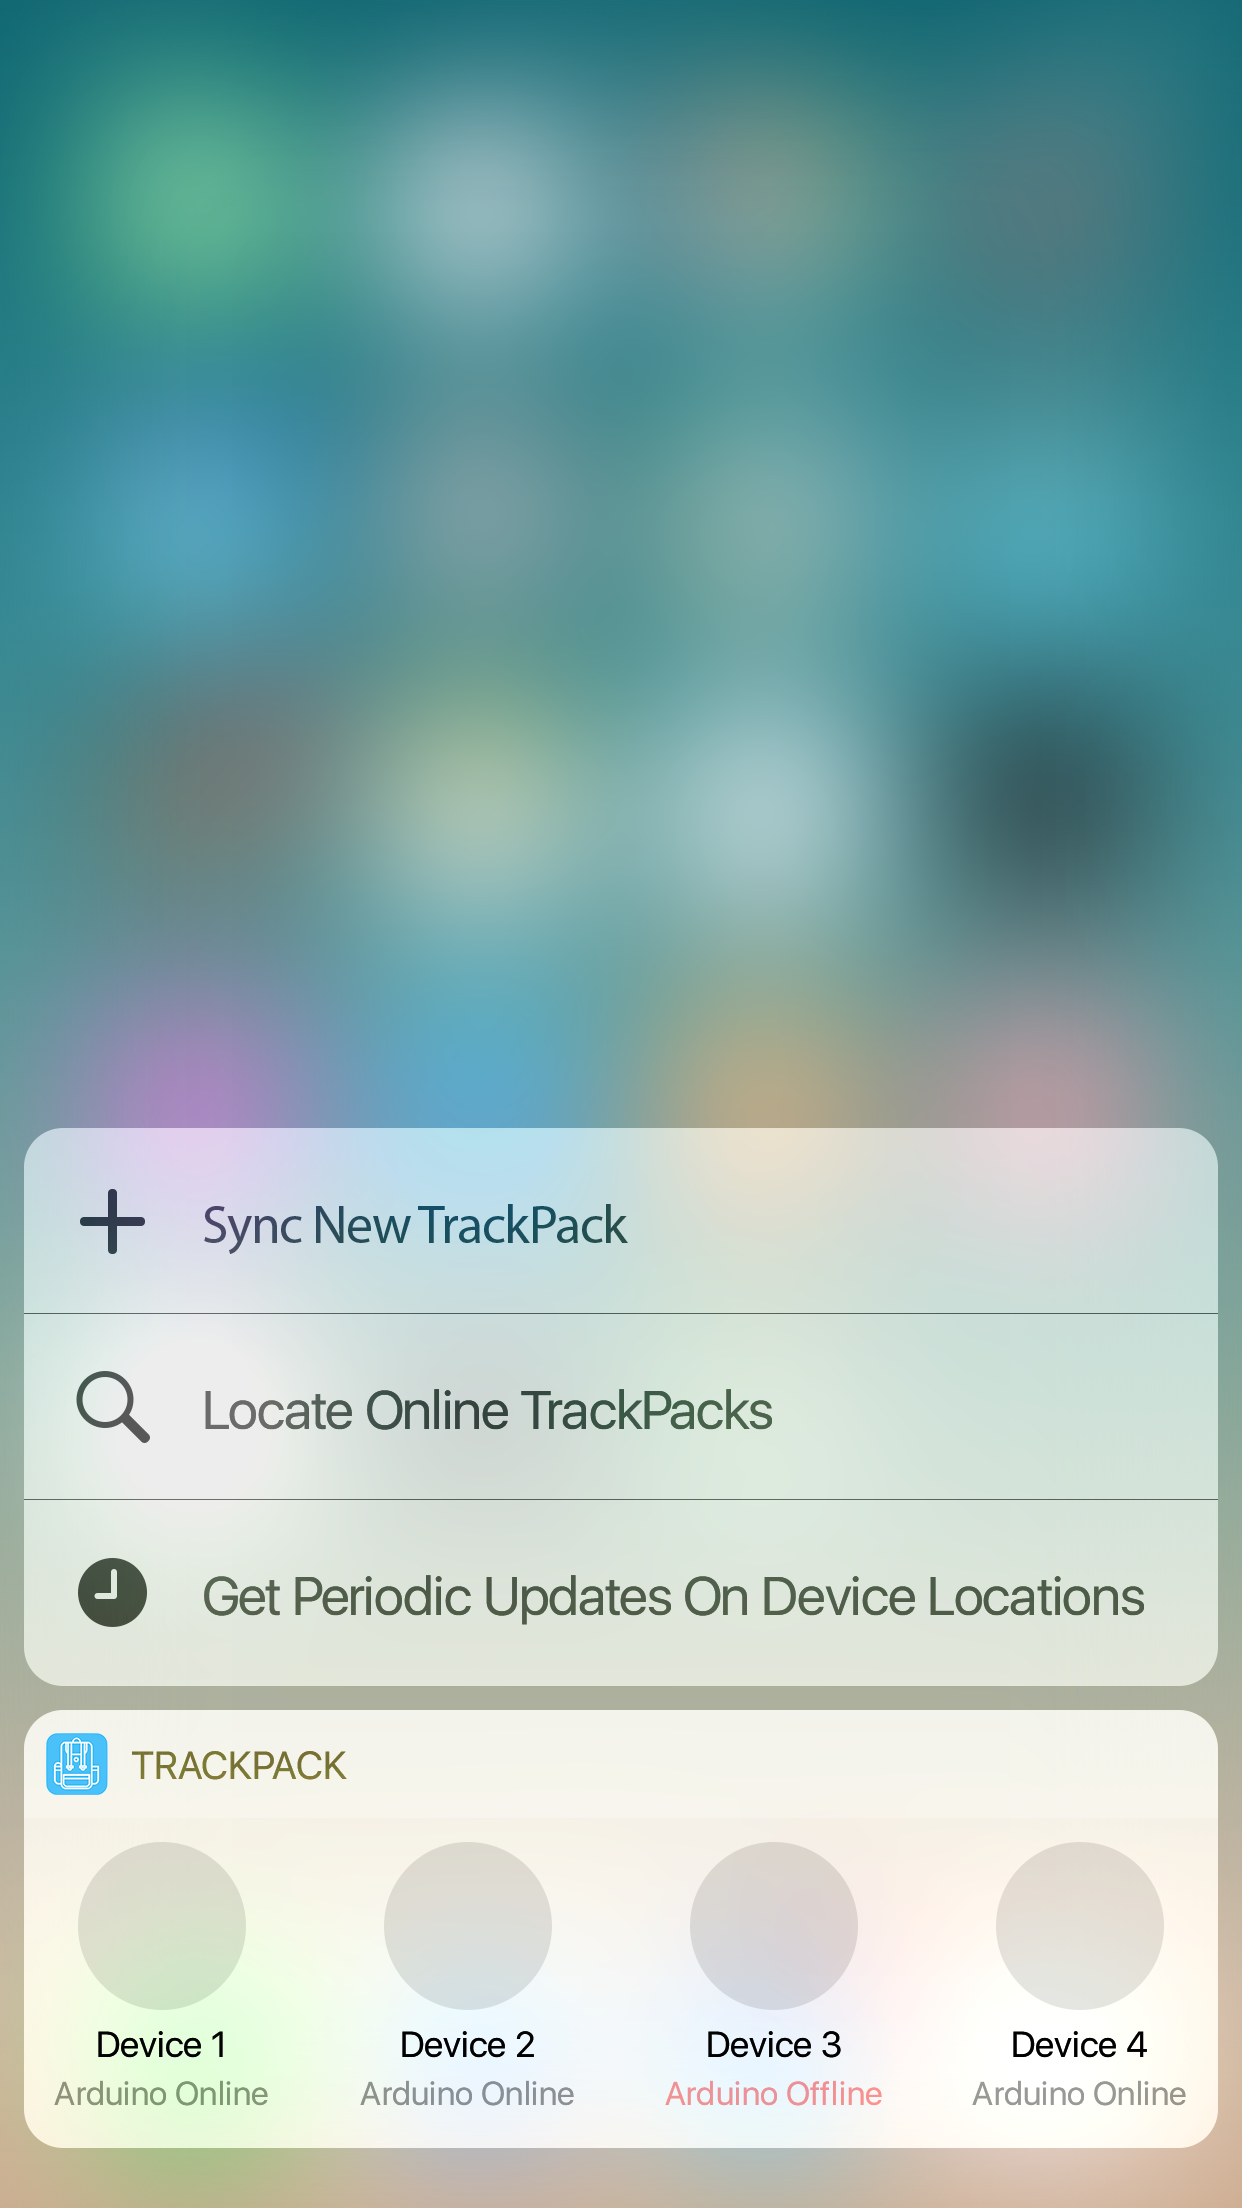 Sync New TrackPack
Locate Online TrackPacks
Get Periodic Updates On Device Locations
TRACKPACK
Device 1 Device 2 Device 3 Device 4
Arduino Online Arduino Online Arduino Offline Arduino Online